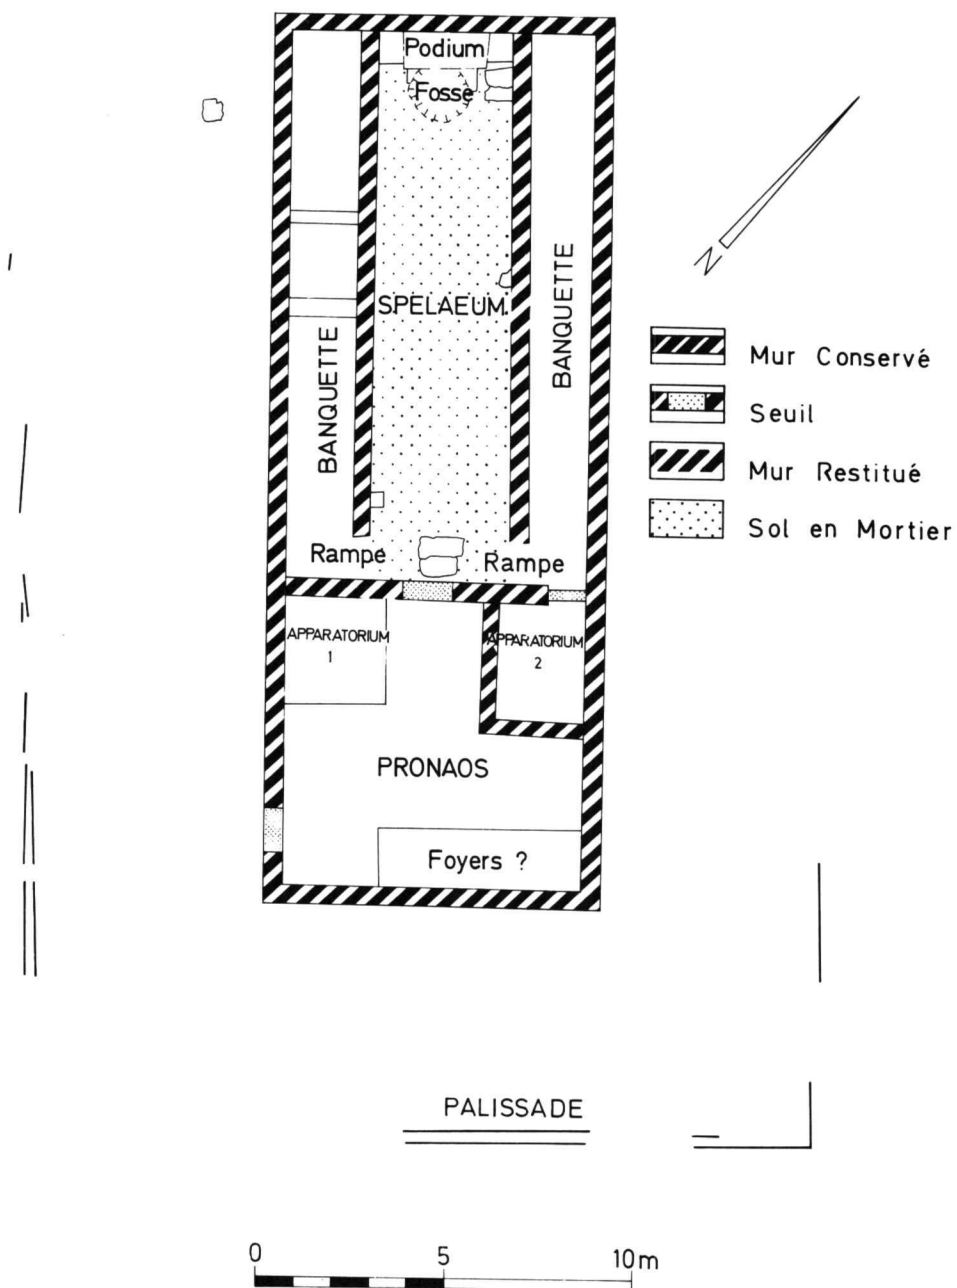 Podium
Fosse
N
SPELAEUM
BANQUETTE
BANQUETTE
Mur Conservé
Seuil
Mur Restitué
Sol en Mortier
Rampe
Rampe
APPARATORIUM
1
APPARATORIUM
2
PRONAOS
Foyers ?
PALISSADE
0 5 10m